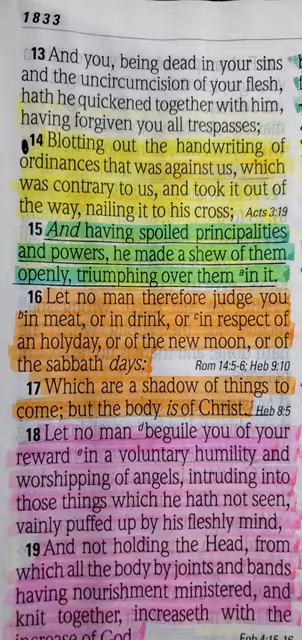 1833
13 And you, being dead in your sins
and the uncircumcision of your flesh,
hath he quickened together with him,
having forgiven you all trespasses;
14 Blotting out the handwriting of
ordinances that was against us, which
was contrary to us, and took it out of
the way, nailing it to his cross; Acts 3:19
15 And having spoiled principalities
and powers, he made a shew of them
openly, triumphing over them a in it.
16 Let no man therefore judge you
b in meat, or in drink, or c in respect of
an holyday, or of the new moon, or of
the sabbath days: Rom 14:5-6; Heb 9:10
17 Which are a shadow of things to
come; but the body is of Christ. Heb 8:5
18 Let no man d beguile you of your
reward e in a voluntary humility and
worshipping of angels, intruding into
those things which he hath not seen,
vainly puffed up by his fleshly mind,
19 And not holding the Head, from
which all the body by joints and bands
having nourishment ministered, and
knit together, increaseth with the
increase of God. Eph 4:15-16